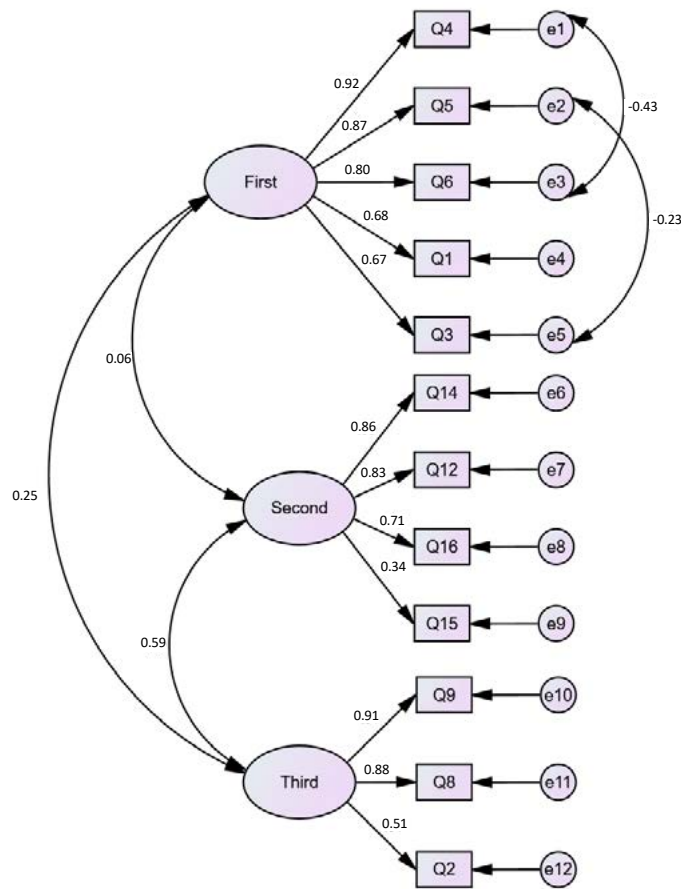 Q4 e1
0.92
-0.43
Q5 e2
0.87
First 0.80 Q6 e3
0.68
-0.23
Q1 e4
0.67
Q3 e5
0.06
Q14 e6
0.86
Q12 e7
0.83
0.25
Second
0.71
Q16 e8
0.34
Q15 e9
0.59
Q9 e10
0.91
Third 0.88 Q8 e11
0.51
Q2 e12